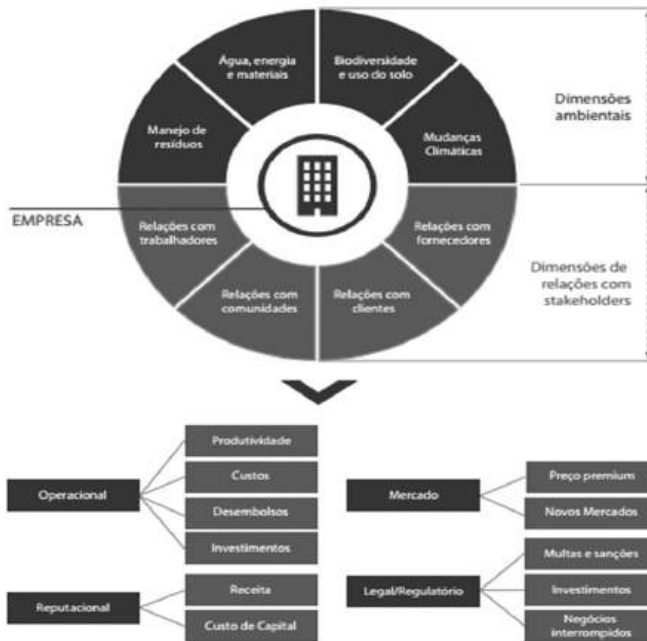 Água, energia
e materiais
Biodiversidade
e uso do solo
Manejo de
resíduos
Mudanças
Climáticas
Dimensões
ambientais
EMPRESA
Relações com
trabalhadores
Relações com
fornecedores
Relações com
comunidades
Relações com
clientes
Dimensões de
relações com
stakeholders
Operacional
Produtividade
Custos
Desembolsos
Investimentos
Reputacional
Receita
Custo de Capital
Mercado
Preço premium
Novos Mercados
Legal/Regulatório
Multas e sanções
Investimentos
Negócios
interrompidos